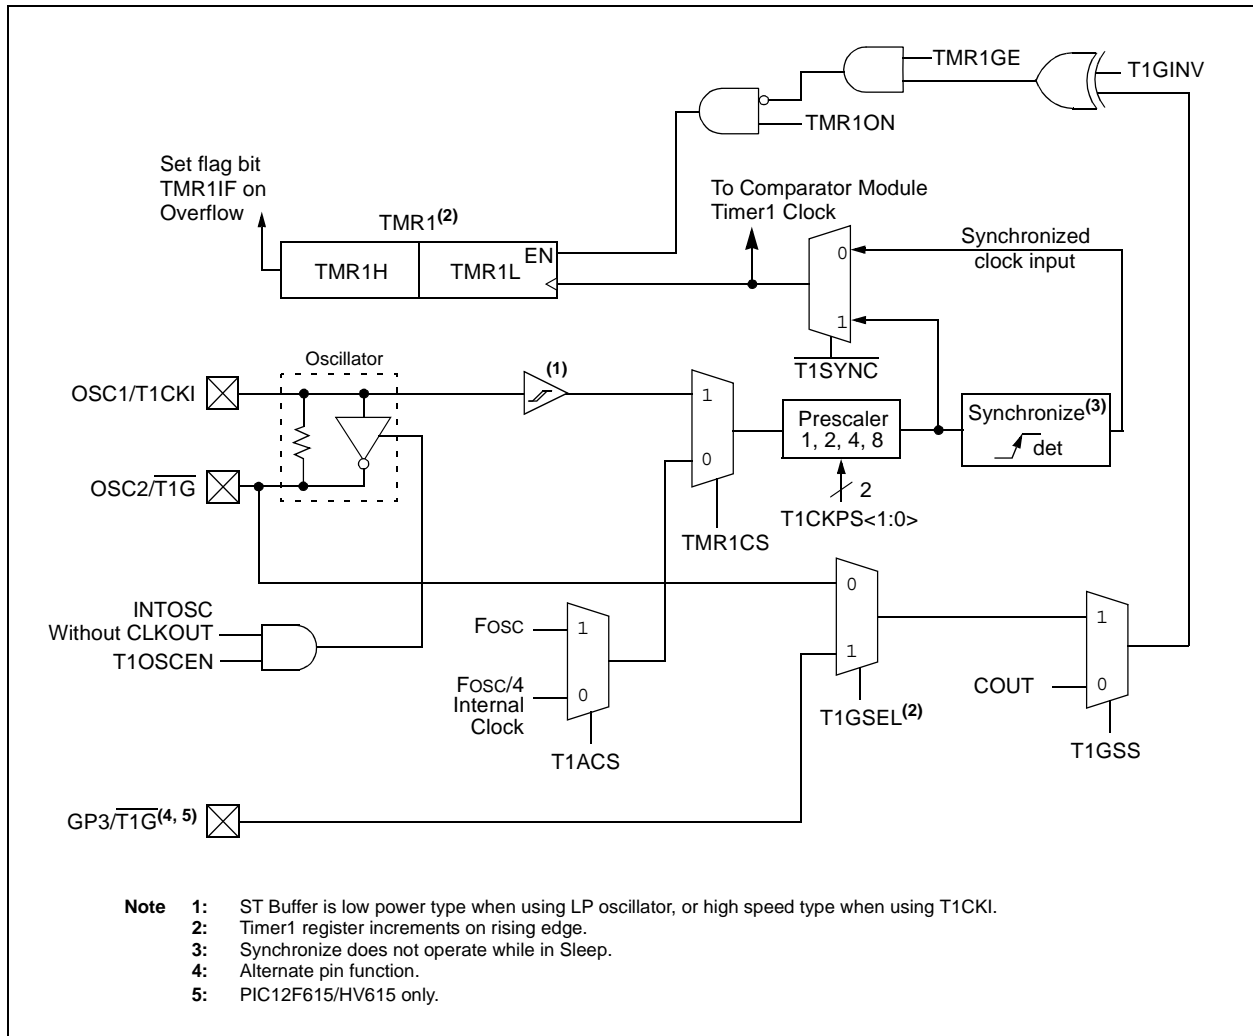 TMR1GE
T1GINV
TMR1ON
Set flag bit
TMR1IF on
Overflow
To Comparator Module
Timer1 Clock
TMR1(2)
EN
TMR1H
TMR1L
0
1
Synchronized
clock input
T1SYNC
Oscillator
(1)
OSC1/T1CKI
OSC2/T1G
1
0
TMR1CS
Prescaler
1, 2, 4, 8
2
T1CKPS<1:0>
Synchronize(3)
det
INTOSC
Without CLKOUT
T1OSCEN
FOSC
1
FOSC/4
Internal
Clock
0
T1ACS
0
1
T1GSEL(2)
1
COUT
0
T1GSS
GP3/T1G(4, 5)
Note 1: ST Buffer is low power type when using LP oscillator, or high speed type when using T1CKI.
2: Timer1 register increments on rising edge.
3: Synchronize does not operate while in Sleep.
4: Alternate pin function.
5: PIC12F615/HV615 only.